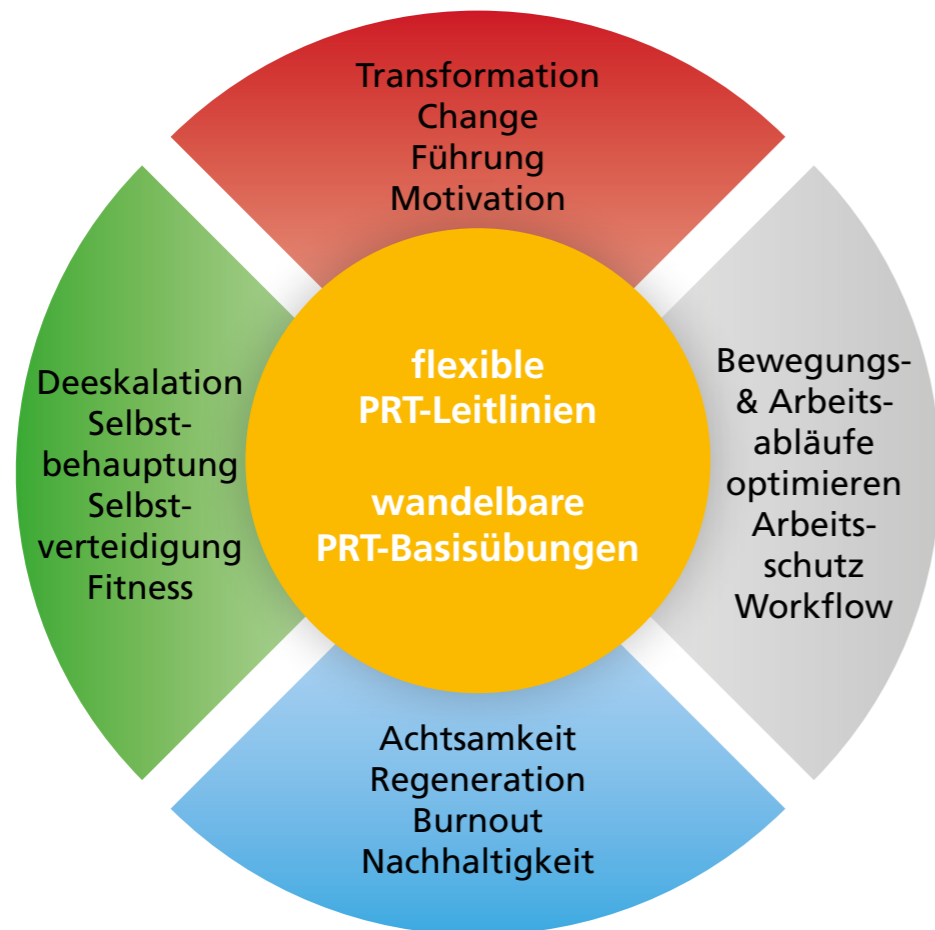 Transformation
Change
Führung
Motivation
Deeskalation
Selbst-
behauptung
Selbst-
verteidigung
Fitness
flexible
PRT-Leitlinien
wandelbare
PRT-Basisübungen
Bewegungs-
& Arbeits-
abläufe
optimieren
Arbeits-
schutz
Workflow
Achtsamkeit
Regeneration
Burnout
Nachhaltigkeit